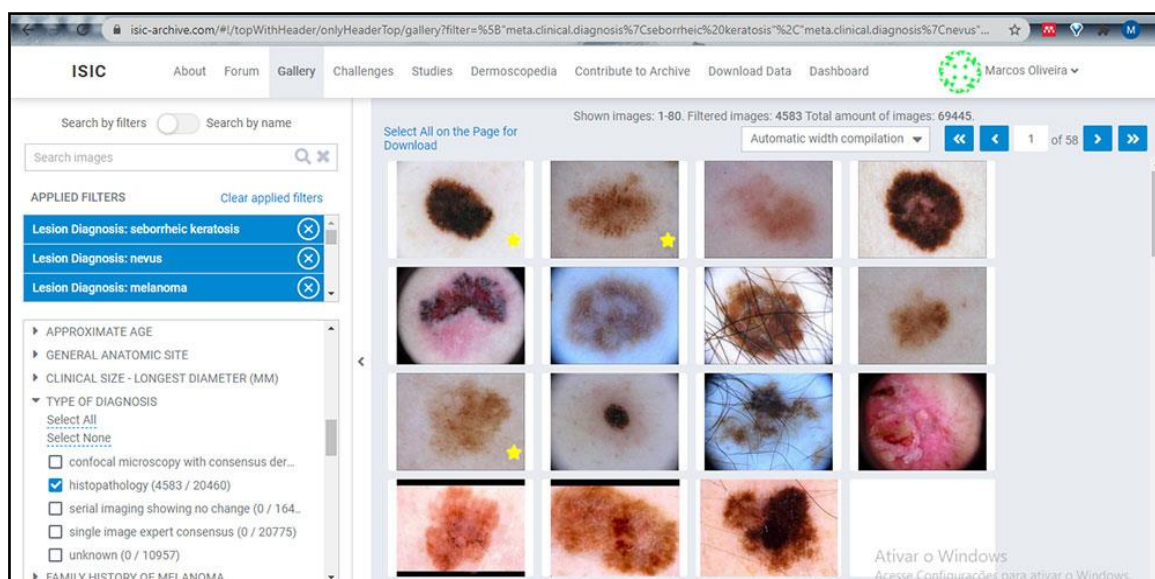 isic-archive.com/#!/topWithHeader/onlyHeaderTop/gallery?filter=%5B"meta.clinical.diagnosis%7Cseborrheic%20keratosis"%2C"meta.clinical.diagnosis%7Cnevus"...
M
ISIC About Forum Gallery Challenges Studies Dermoscopedia Contribute to Archive Download Data Dashboard Marcos Oliveira
Search by filters Search by name
Shown images: 1-80. Filtered images: 4583 Total amount of images: 69445.
Select All on the Page for
Download
Automatic width compilation
« ‹ 1 of 58 › »
Search images
APPLIED FILTERS Clear applied filters
Lesion Diagnosis: seborrheic keratosis
Lesion Diagnosis: nevus
Lesion Diagnosis: melanoma
APPROXIMATE AGE
GENERAL ANATOMIC SITE
CLINICAL SIZE - LONGEST DIAMETER (MM)
TYPE OF DIAGNOSIS
Select All
Select None
confocal microscopy with consensus der...
histopathology (4583 / 20460)
serial imaging showing no change (0 / 164...
single image expert consensus (0 / 20775)
unknown (0 / 10957)
FAMILY HISTORY OF MELANOMA
Ativar o Windows
Acesse Configurações para ativar o Windows.